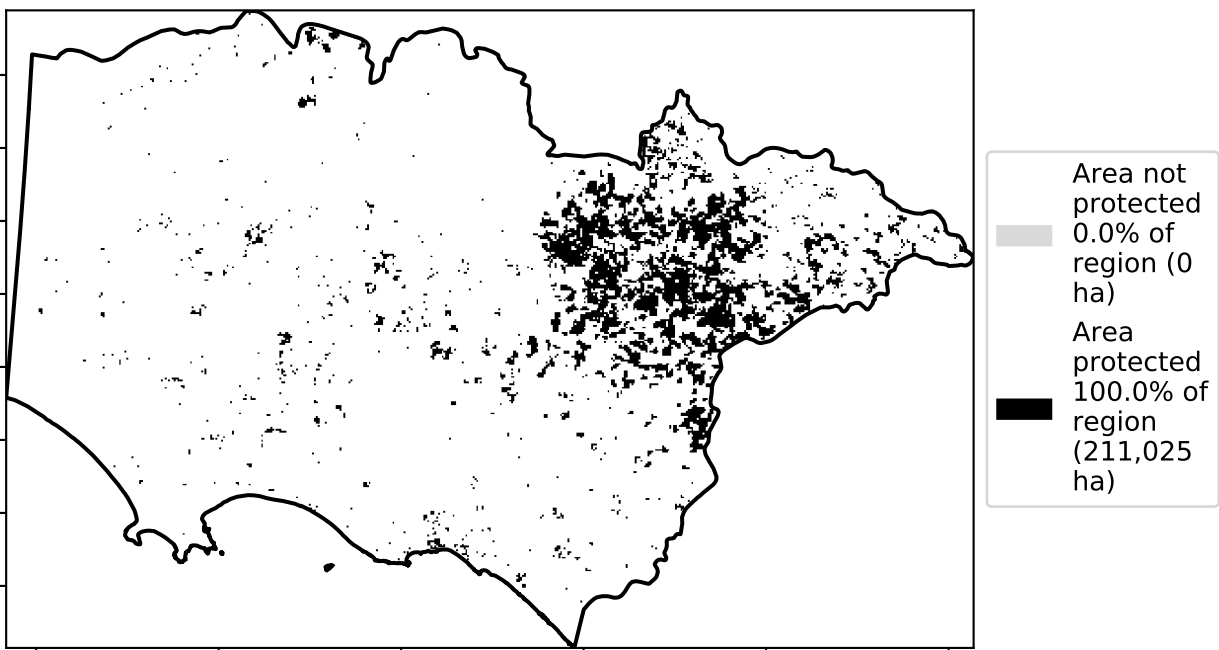 Area not
protected
0.0% of
region (0
ha)
Area
protected
100.0% of
region
(211,025
ha)